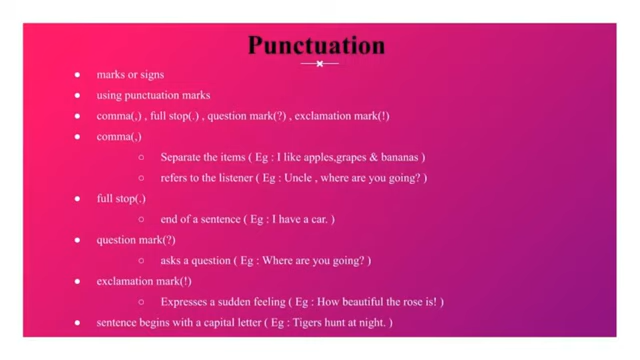 Punctuation
● marks or signs
● using punctuation marks
● comma(,) , full stop(.) , question mark(?) , exclamation mark(!)
● comma(,)
○ Separate the items ( Eg : I like apples,grapes & bananas )
○ refers to the listener ( Eg : Uncle , where are you going? )
● full stop(.)
○ end of a sentence ( Eg : I have a car. )
● question mark(?)
○ asks a question ( Eg : Where are you going? )
● exclamation mark(!)
○ Expresses a sudden feeling ( Eg : How beautiful the rose is! )
● sentence begins with a capital letter ( Eg : Tigers hunt at night. )